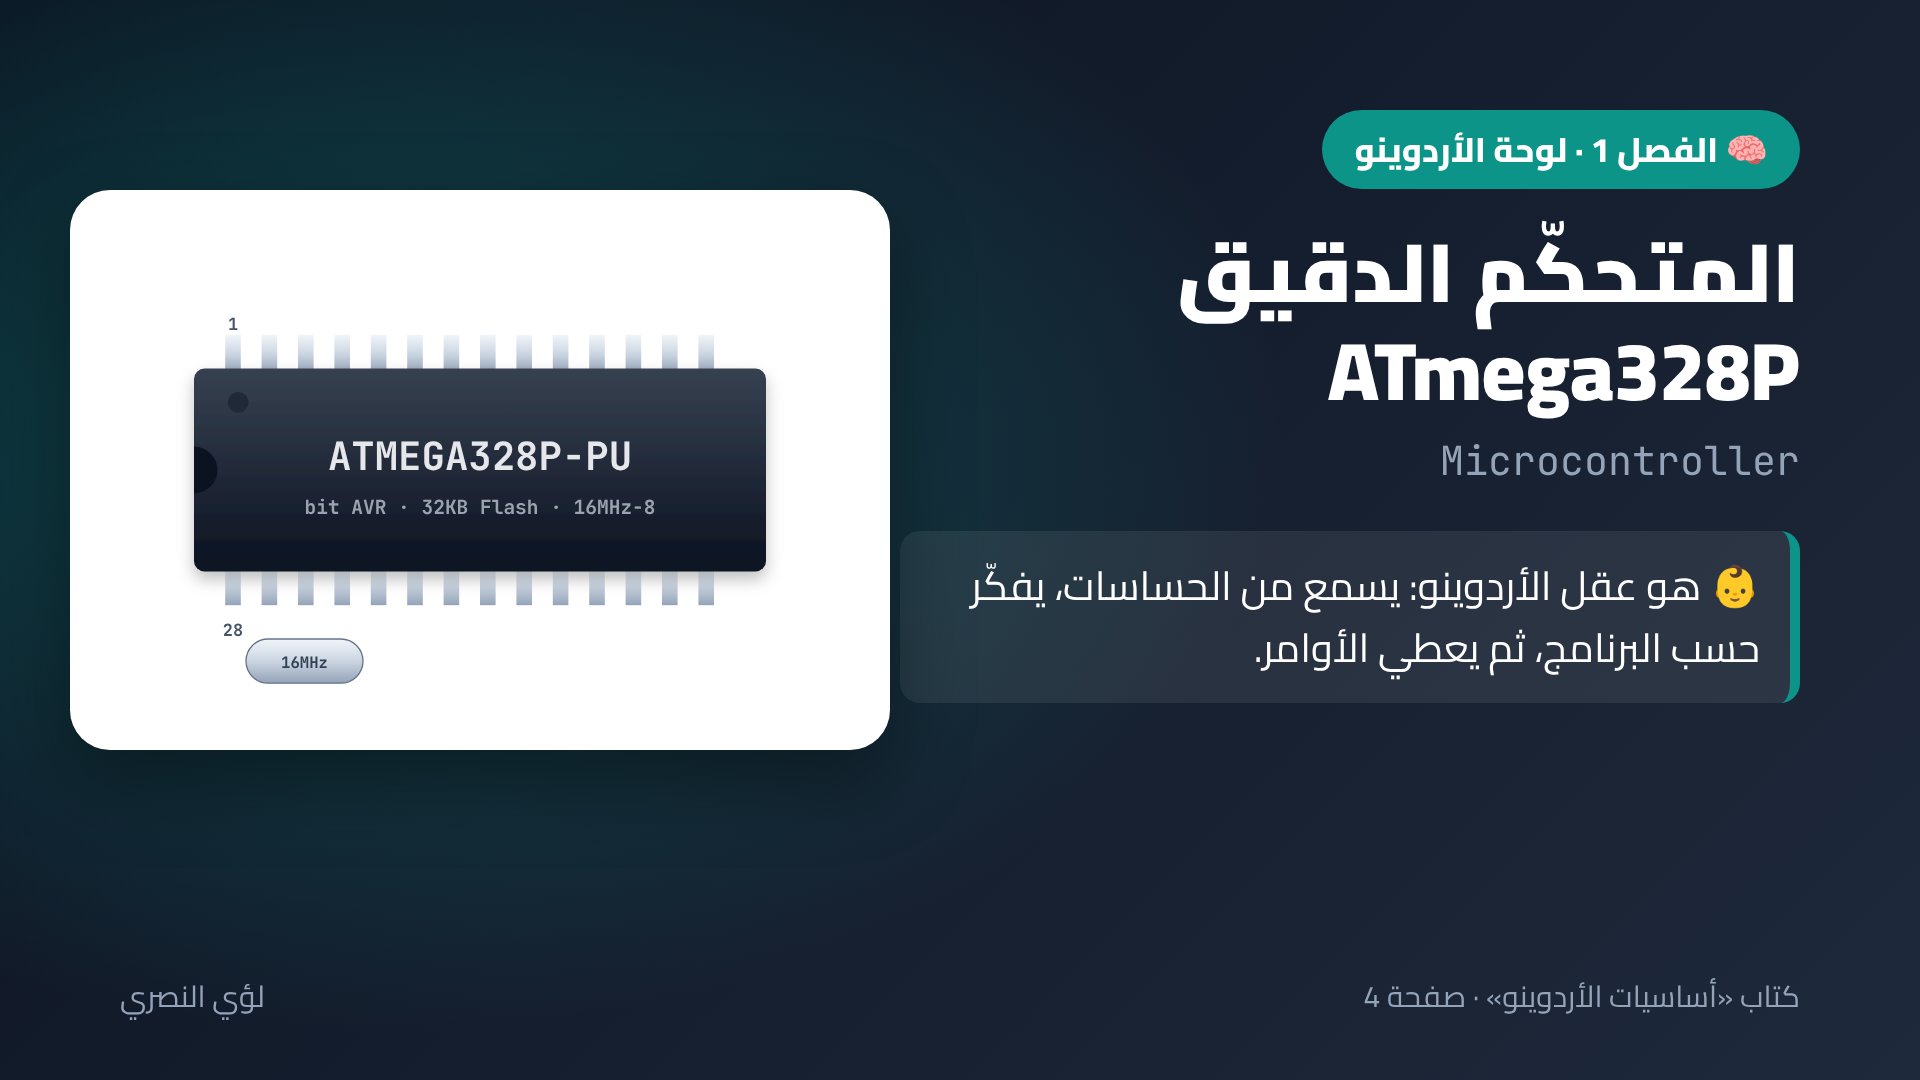 🧠 الفصل 1 · لوحة الأردوينو
المتحكّم الدقيق
ATmega328P
Microcontroller
👶 هو عقل الأردوينو: يسمع من الحساسات، يفكّر
حسب البرنامج، ثم يعطي الأوامر.
1
ATMEGA328P-PU
bit AVR · 32KB Flash · 16MHz-8
28
16MHz
كتاب «أساسيات الأردوينو» · صفحة 4
لؤي النصري